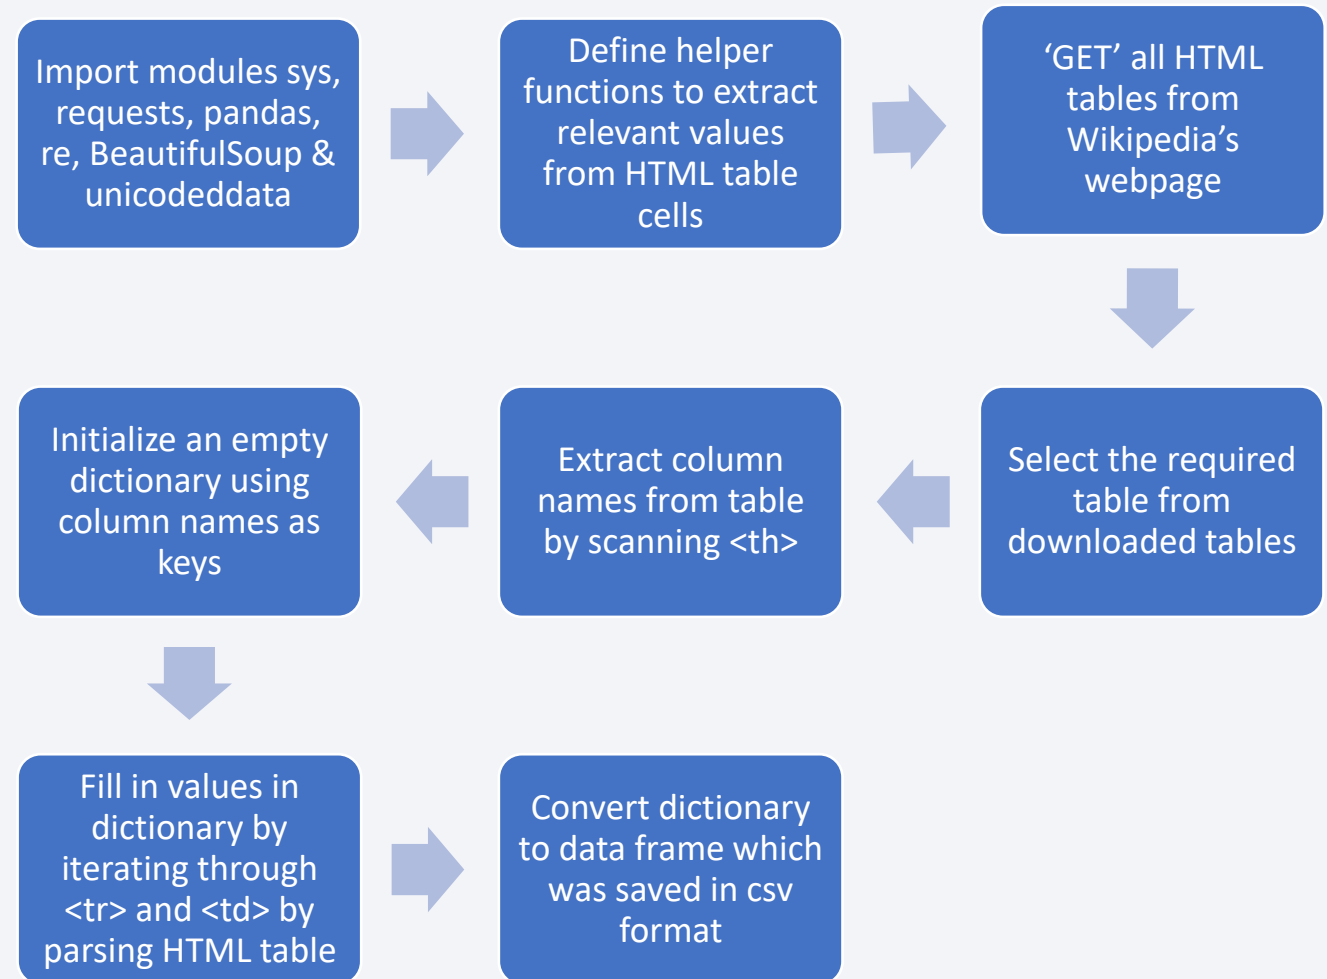 Import modules sys,
requests, pandas,
re, BeautifulSoup &
unicodeddata
Define helper
functions to extract
relevant values
from HTML table
cells
‘GET’ all HTML
tables from
Wikipedia’s
webpage
Select the required
table from
downloaded tables
Extract column
names from table
by scanning <th>
Initialize an empty
dictionary using
column names as
keys
Fill in values in
dictionary by
iterating through
<tr> and <td> by
parsing HTML table
Convert dictionary
to data frame which
was saved in csv
format